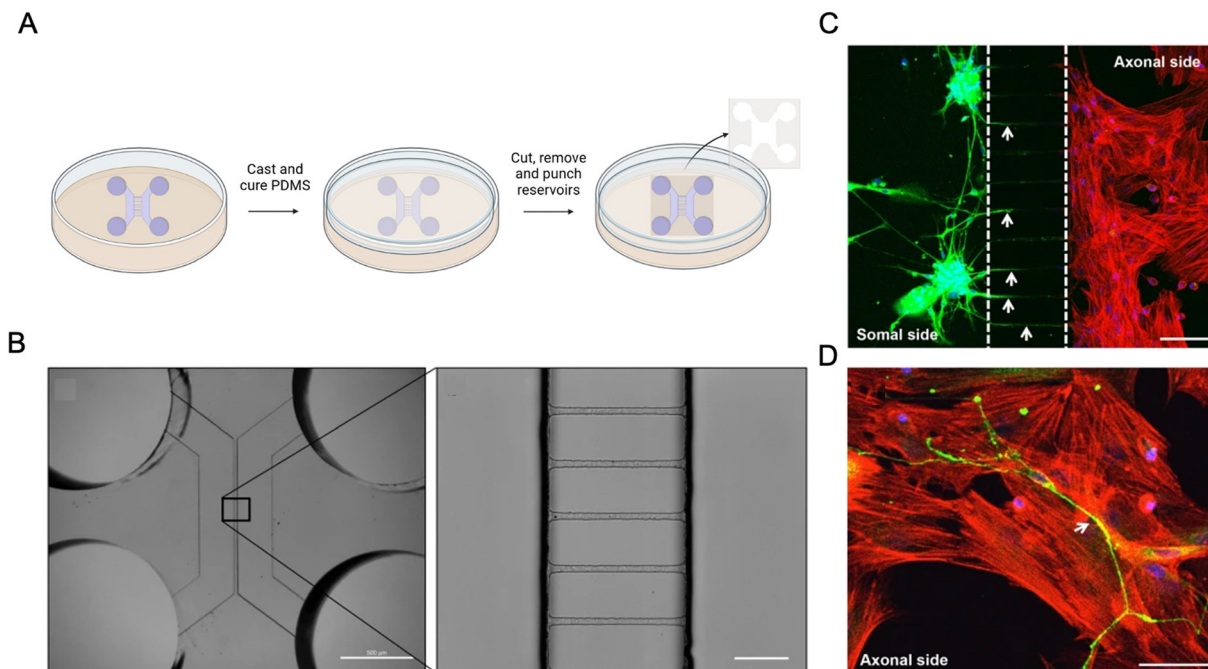 A
Cast and
cure PDMS
Cut, remove
and punch
reservoirs
B
500 µm
C
Axonal side
Somal side
D
Axonal side